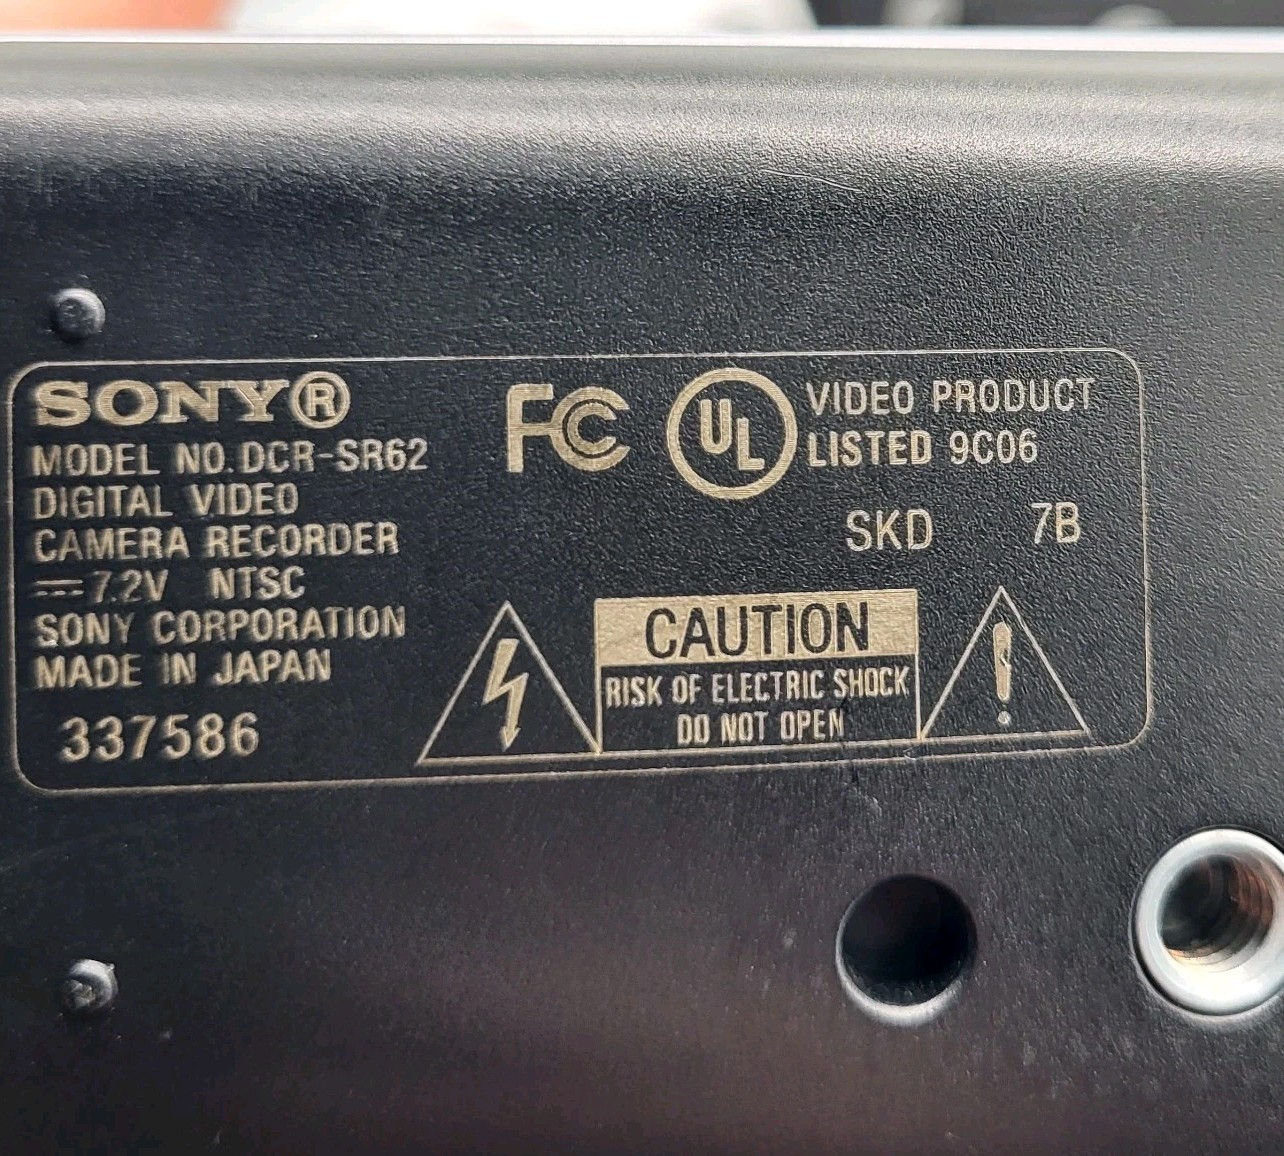 SONY®
MODEL NO. DCR-SR62
DIGITAL VIDEO
CAMERA RECORDER
⎓ 7.2V NTSC
SONY CORPORATION
MADE IN JAPAN
337586
FC
UL
VIDEO PRODUCT
LISTED 9C06
SKD 7B
CAUTION
RISK OF ELECTRIC SHOCK
DO NOT OPEN
!